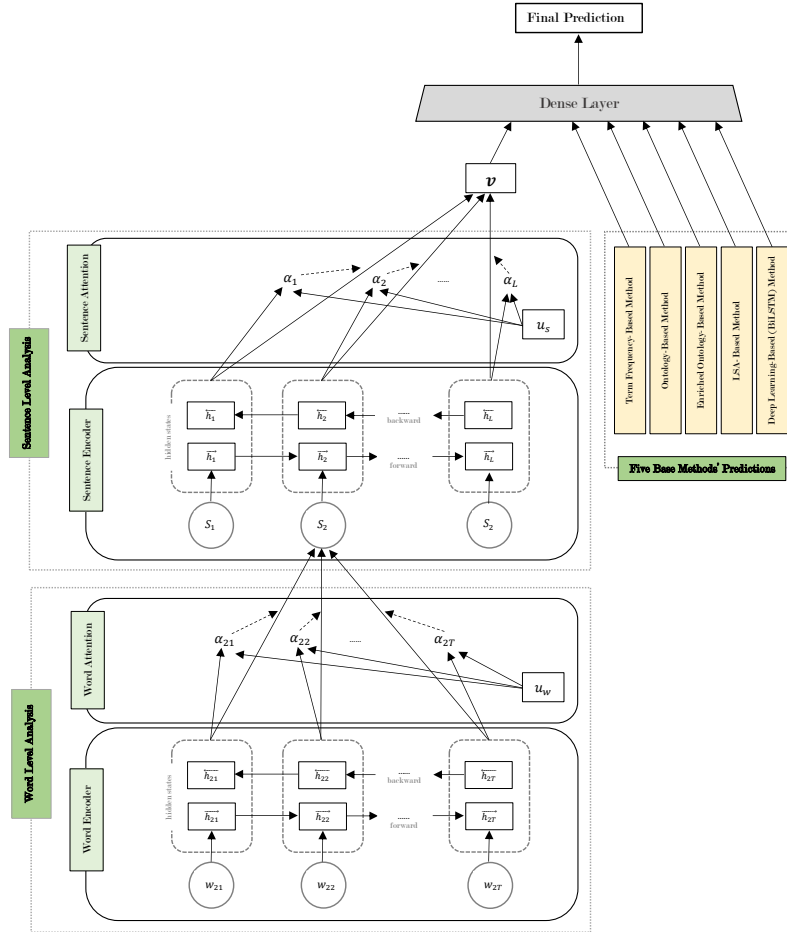 Final Prediction
Dense Layer
v
Sentence Level Analysis
Sentence Attention
α1
α2
......
αL
us
Sentence Encoder
hidden states
h1
h2
......
backward
hL
h1
h2
......
forward
hL
S1
S2
S2
Term Frequency-Based Method
Ontology-Based Method
Enriched Ontology-Based Method
LSA-Based Method
Deep Learning-Based (BiLSTM) Method
Five Base Methods' Predictions
Word Level Analysis
Word Attention
α21
α22
......
α2T
uw
Word Encoder
hidden states
h21
h22
......
backward
h2T
h21
h22
......
forward
h2T
w21
w22
w2T